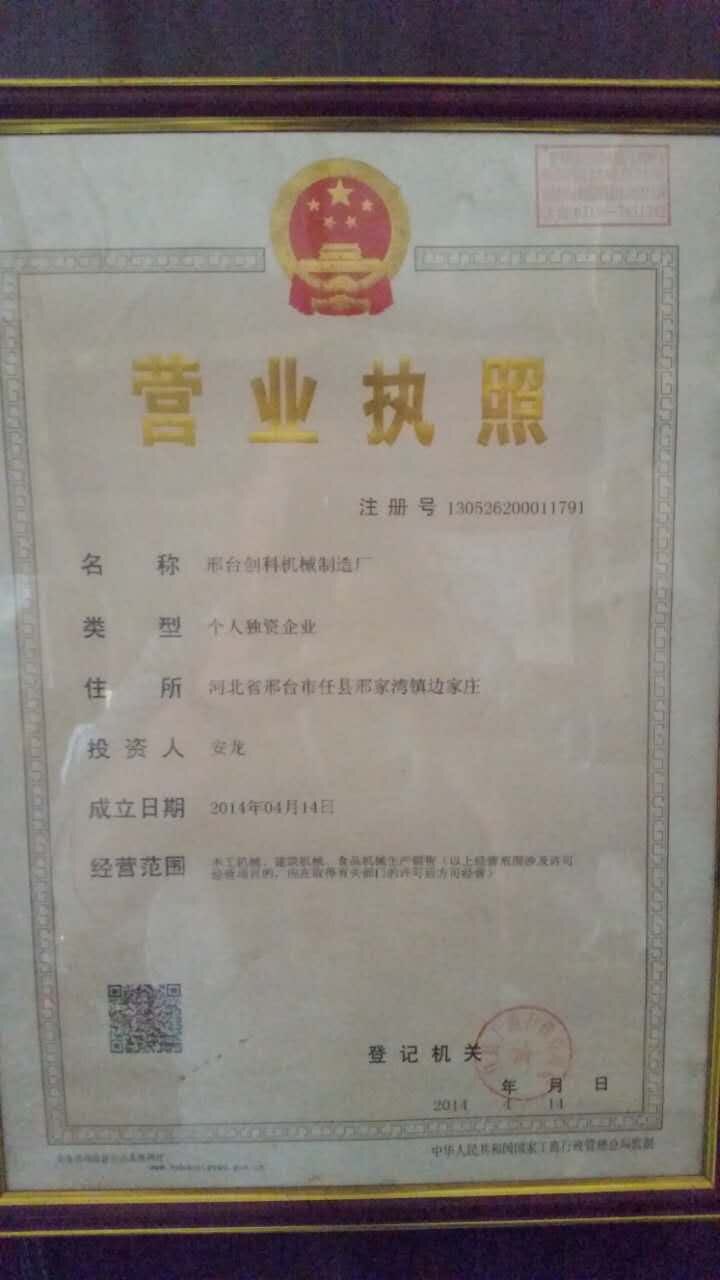 营业执照
注册号 130526200011791
名称 邢台创科机械制造厂
类型 个人独资企业
住所 河北省邢台市任县邢家湾镇边家庄
投资人 安龙
成立日期 2014年04月14日
经营范围 木工机械、建筑机械、食品机械生产销售（以上经营范围涉及许可
经营项目的，应在取得有关部门的许可后方可经营）
登记机关
年 月 日
2014 4 14
中华人民共和国国家工商行政管理总局监制